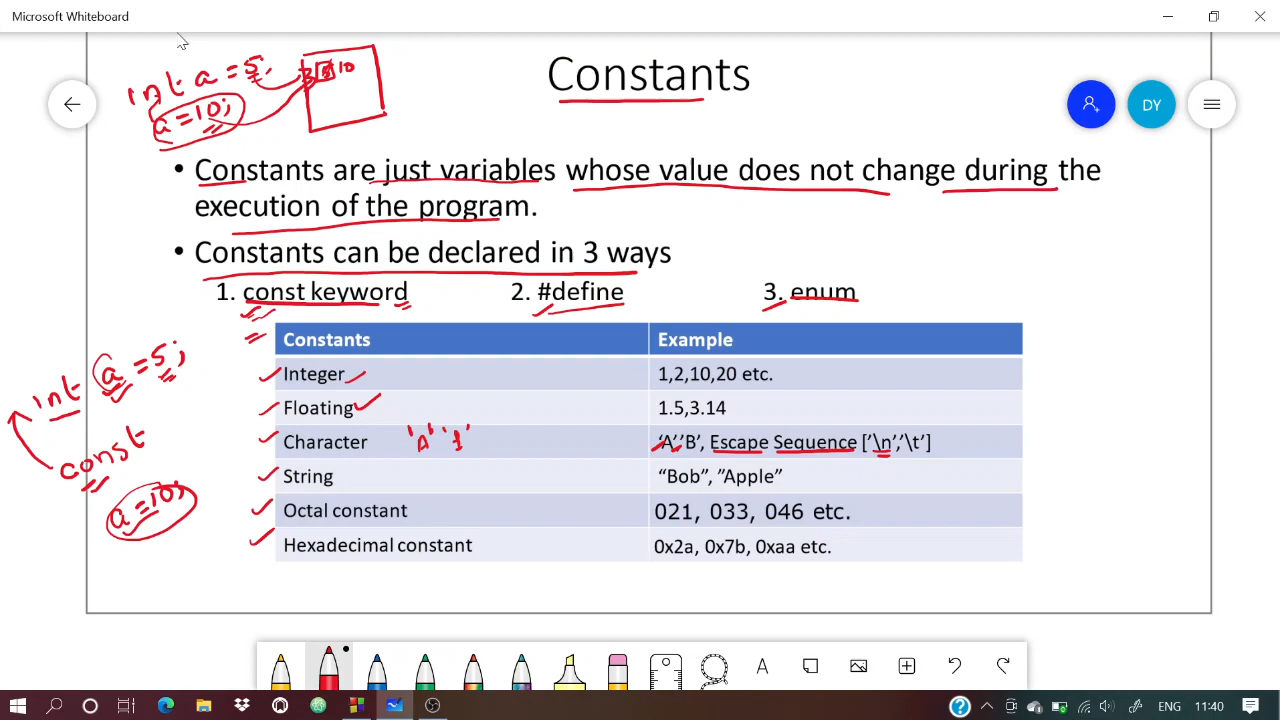 Microsoft Whiteboard
int a = 5;
a = 10;
10
Constants
DY
• Constants are just variables whose value does not change during the
execution of the program.
• Constants can be declared in 3 ways
1. const keyword 2. #define 3. enum
Constants Example
Integer 1,2,10,20 etc.
Floating 1.5,3.14
Character 'A' '1' ‘A’’B’, Escape Sequence [’\n’,’\t’]
String “Bob”, ”Apple”
Octal constant 021, 033, 046 etc.
Hexadecimal constant 0x2a, 0x7b, 0xaa etc.
int a = 5;
const
a = 10;
A
ENG 11:40